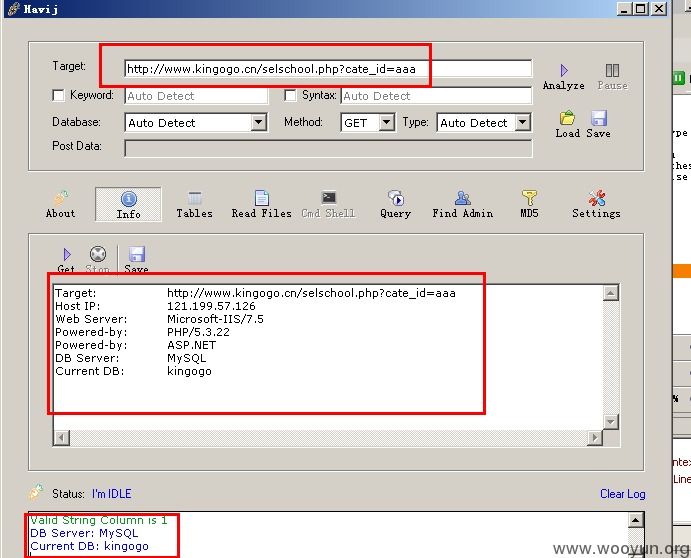 Havij
Target: http://www.kingogo.cn/selschool.php?cate_id=aaa
Analyze Pause
Keyword: Auto Detect Syntax: Auto Detect
Database: Auto Detect Method: GET Type: Auto Detect
Load Save
Post Data:
About Info Tables Read Files Cmd Shell Query Find Admin MD5 Settings
Get Stop Save
Target: http://www.kingogo.cn/selschool.php?cate_id=aaa
Host IP: 121.199.57.126
Web Server: Microsoft-IIS/7.5
Powered-by: PHP/5.3.22
Powered-by: ASP.NET
DB Server: MySQL
Current DB: kingogo
Status: I'm IDLE Clear Log
Valid String Column is 1
DB Server: MySQL
Current DB: kingogo
www.wooyun.org